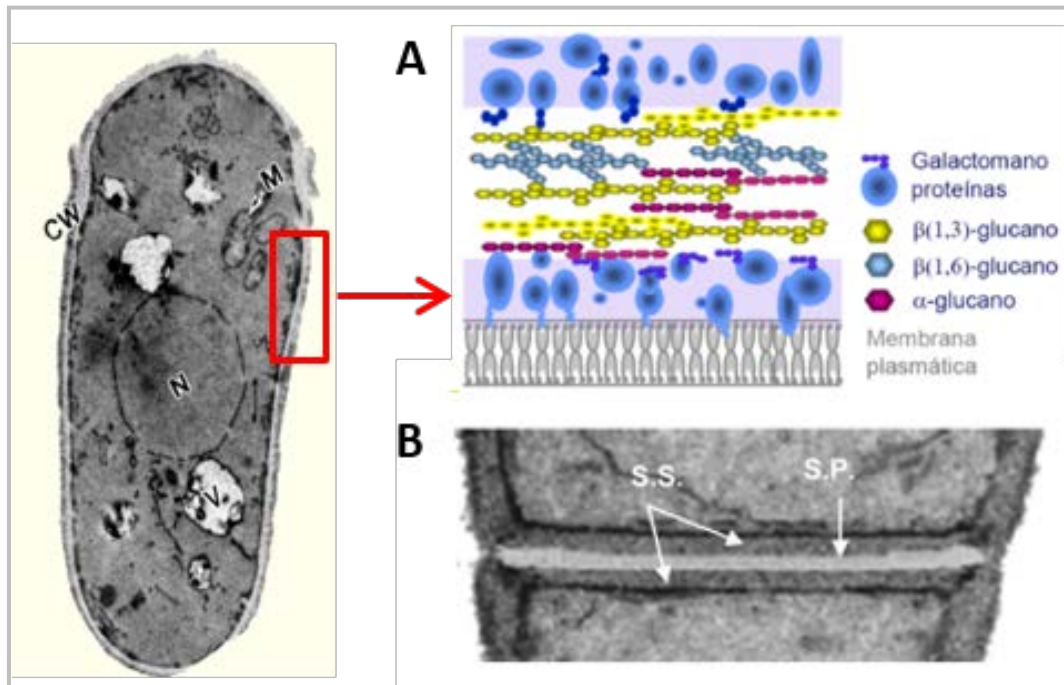 CW
M
N
V
A
Galactomano
proteínas
β(1,3)-glucano
β(1,6)-glucano
α-glucano
Membrana
plasmática
B
S.S.
S.P.